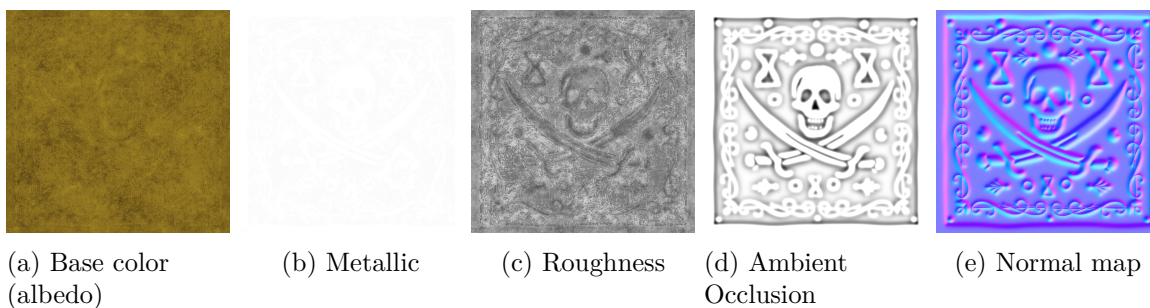 (a) Base color (albedo)
(b) Metallic
(c) Roughness
(d) Ambient Occlusion
(e) Normal map